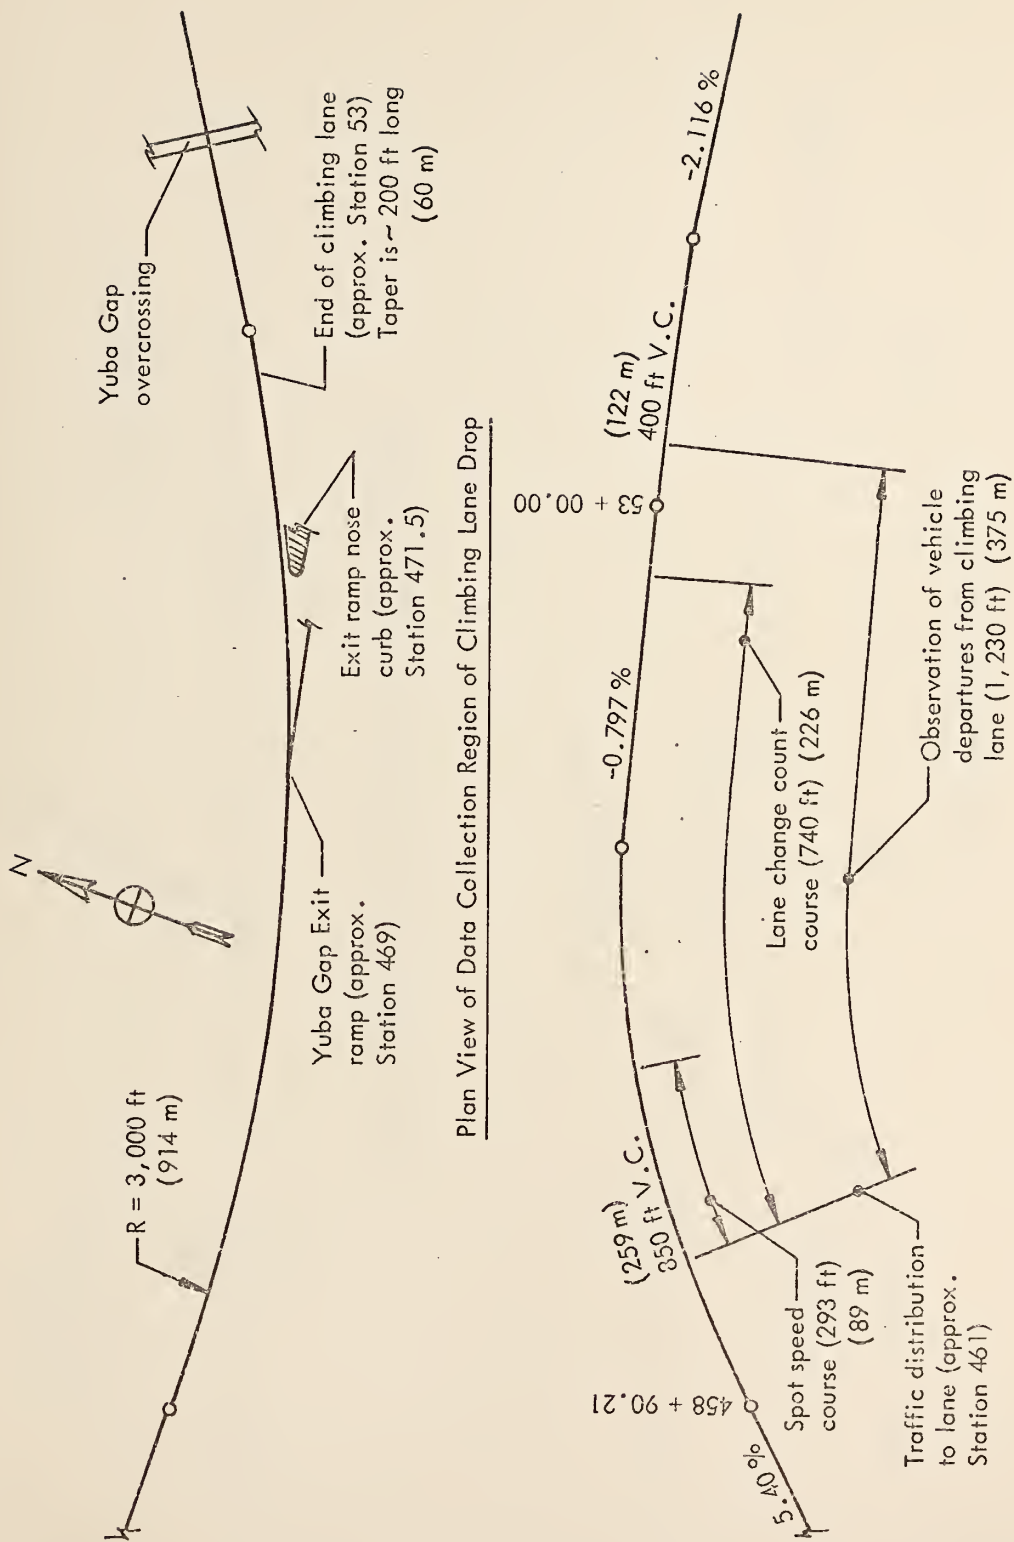 N
R = 3,000 ft
(914 m)
Yuba Gap
overcrossing
End of climbing lane
(approx. Station 53)
Taper is ~ 200 ft long
(60 m)
Exit ramp nose
curb (approx.
Station 471.5)
Yuba Gap Exit
ramp (approx.
Station 469)
Plan View of Data Collection Region of Climbing Lane Drop
5.40%
458 + 90.21
(259 m)
850 ft V.C.
-0.797 %
53 + 00.00
(122 m)
400 ft V.C.
-2.116 %
Spot speed
course (293 ft)
(89 m)
Lane change count
course (740 ft) (226 m)
Traffic distribution
to lane (approx.
Station 461)
Observation of vehicle
departures from climbing
lane (1,230 ft) (375 m)